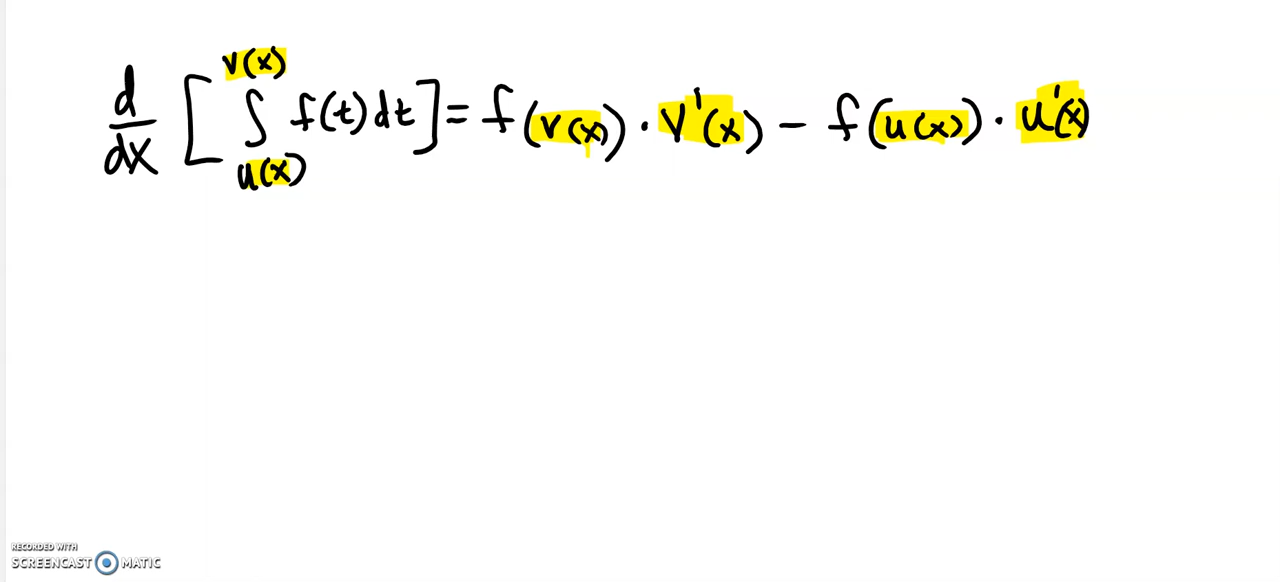 d/dx [ ∫_{u(x)}^{v(x)} f(t) dt ] = f(v(x)) · v'(x) − f(u(x)) · u'(x)
RECORDED WITH
SCREENCAST MATIC